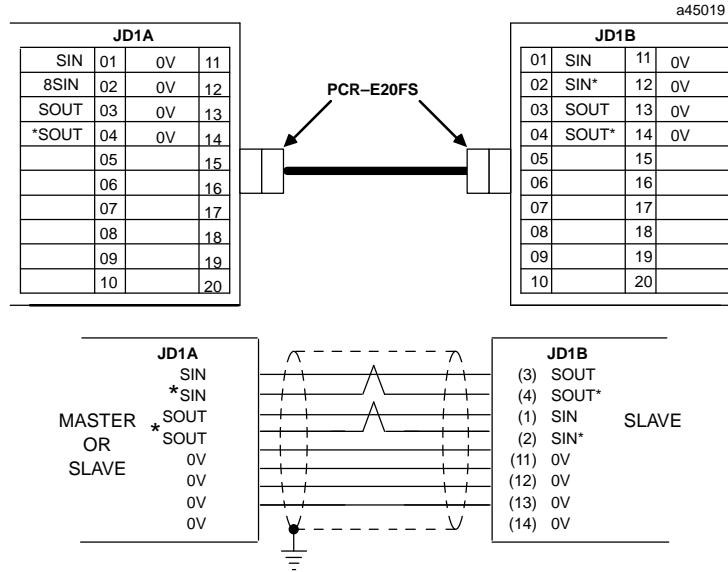 a45019
JD1A
SIN 01 0V 11
8SIN 02 0V 12
SOUT 03 0V 13
*SOUT 04 0V 14
05 15
06 16
07 17
08 18
09 19
10 20
PCR–E20FS
JD1B
01 SIN 11 0V
02 SIN* 12 0V
03 SOUT 13 0V
04 SOUT* 14 0V
05 15
06 16
07 17
08 18
09 19
10 20
MASTER
OR
SLAVE
JD1A
SIN
*SIN
SOUT
*SOUT
0V
0V
0V
0V
JD1B
(3) SOUT
(4) SOUT*
(1) SIN
(2) SIN*
(11) 0V
(12) 0V
(13) 0V
(14) 0V
SLAVE